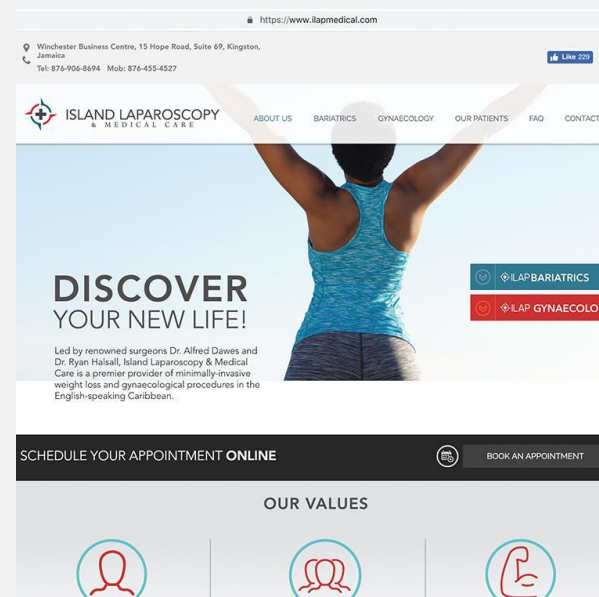 https://www.ilapmedical.com
Winchester Business Centre, 15 Hope Road, Suite 69, Kingston,
Jamaica
Tel: 876-906-8694 Mob: 876-455-4527
Like 229
ISLAND LAPAROSCOPY
& MEDICAL CARE
ABOUT US BARIATRICS GYNAECOLOGY OUR PATIENTS FAQ CONTACT
ILAPBARIATRICS
ILAP GYNAECOLO
DISCOVER
YOUR NEW LIFE!
Led by renowned surgeons Dr. Alfred Dawes and
Dr. Ryan Halsall, Island Laparoscopy & Medical
Care is a premier provider of minimally-invasive
weight loss and gynaecological procedures in the
English-speaking Caribbean.
SCHEDULE YOUR APPOINTMENT ONLINE
BOOK AN APPOINTMENT
OUR VALUES